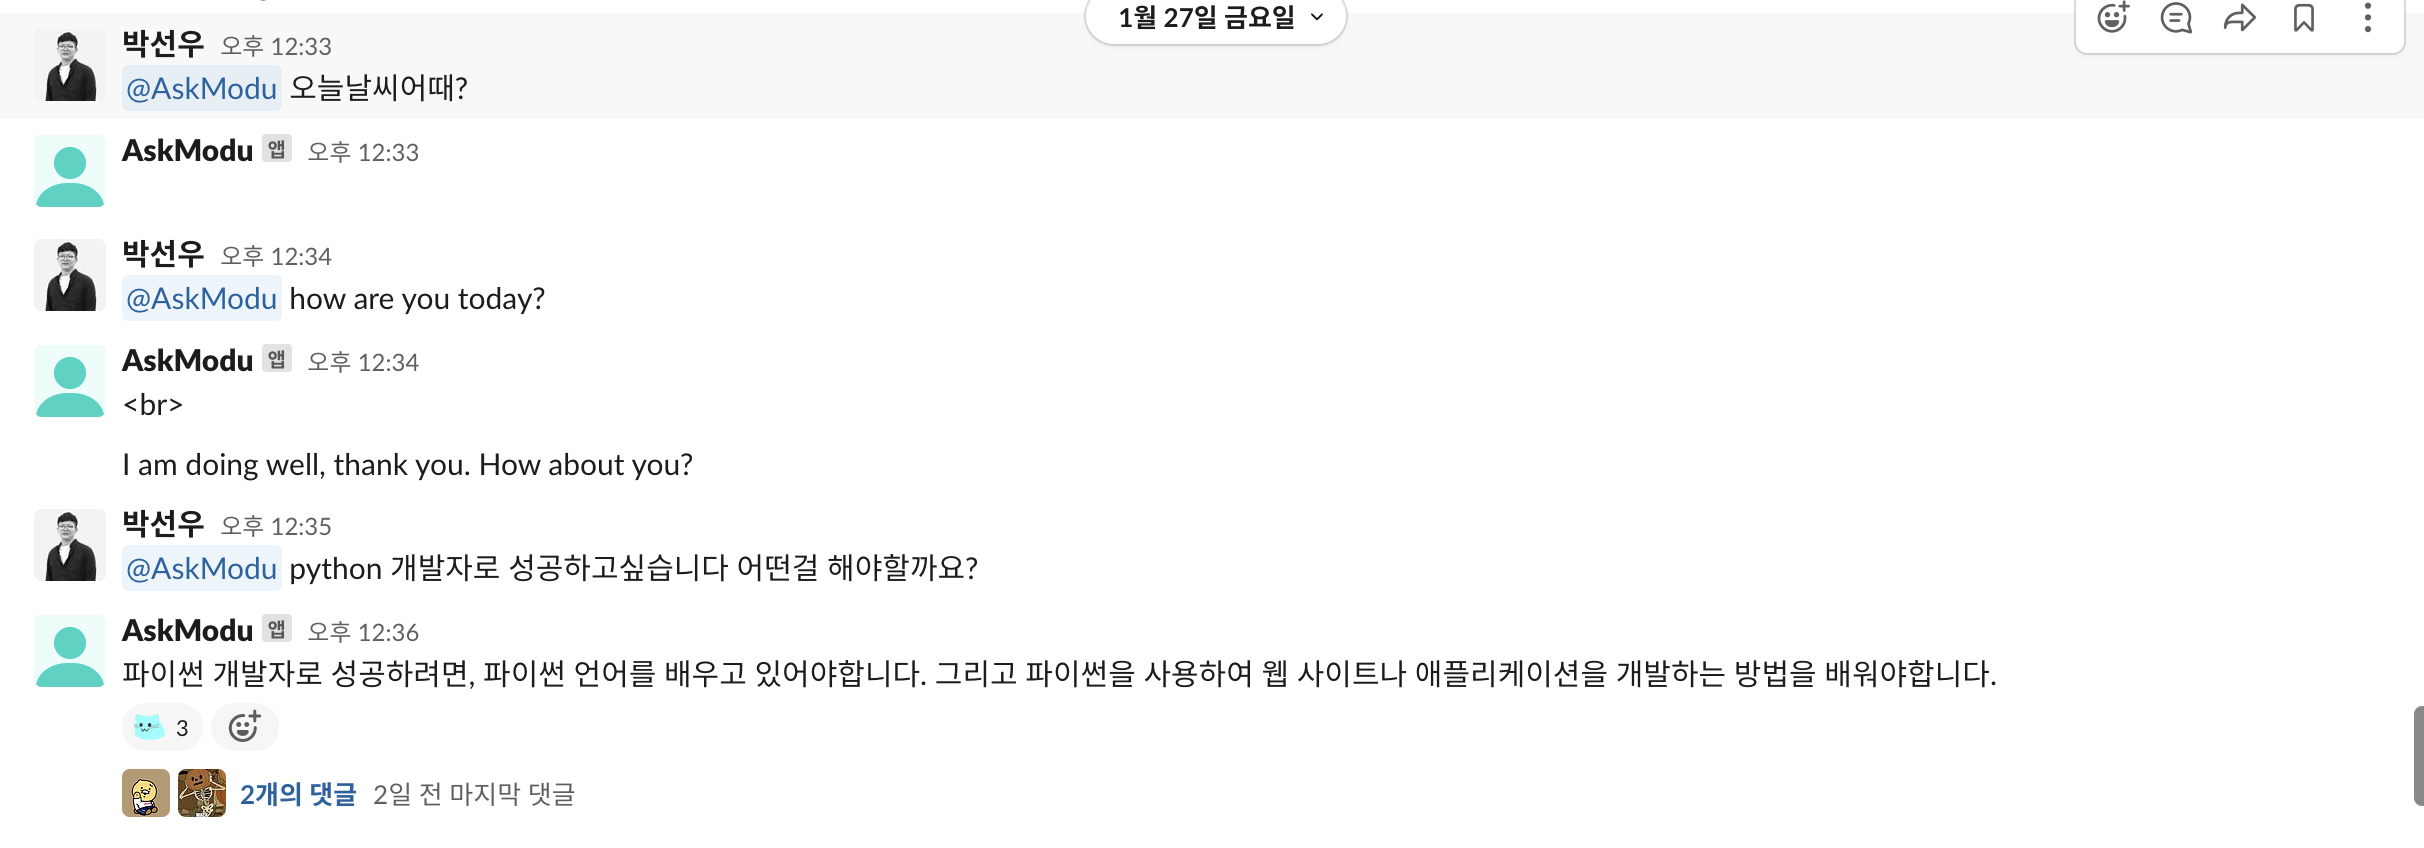 1월 27일 금요일
박선우 오후 12:33
@AskModu 오늘날씨어때?
AskModu 앱 오후 12:33
박선우 오후 12:34
@AskModu how are you today?
AskModu 앱 오후 12:34
<br>
I am doing well, thank you. How about you?
박선우 오후 12:35
@AskModu python 개발자로 성공하고싶습니다 어떤걸 해야할까요?
AskModu 앱 오후 12:36
파이썬 개발자로 성공하려면, 파이썬 언어를 배우고 있어야합니다. 그리고 파이썬을 사용하여 웹 사이트나 애플리케이션을 개발하는 방법을 배워야합니다.
3
2개의 댓글 2일 전 마지막 댓글